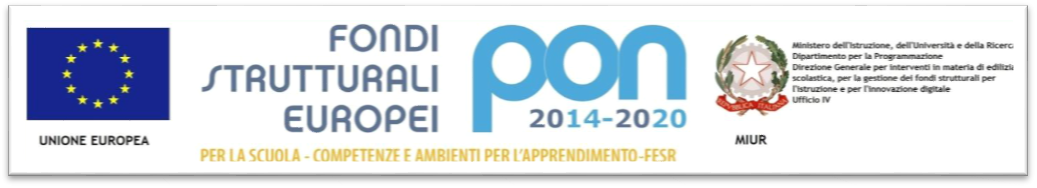 UNIONE EUROPEA
FONDI
STRUTTURALI
EUROPEI
pon
2014-2020
PER LA SCUOLA - COMPETENZE E AMBIENTI PER L'APPRENDIMENTO-FESR
Ministero dell'Istruzione, dell'Università e della Ricerc
Dipartimento per la Programmazione
Direzione Generale per interventi in materia di edilizi
scolastica, per la gestione dei fondi strutturali per
l'istruzione e per l'innovazione digitale
Ufficio IV
MIUR